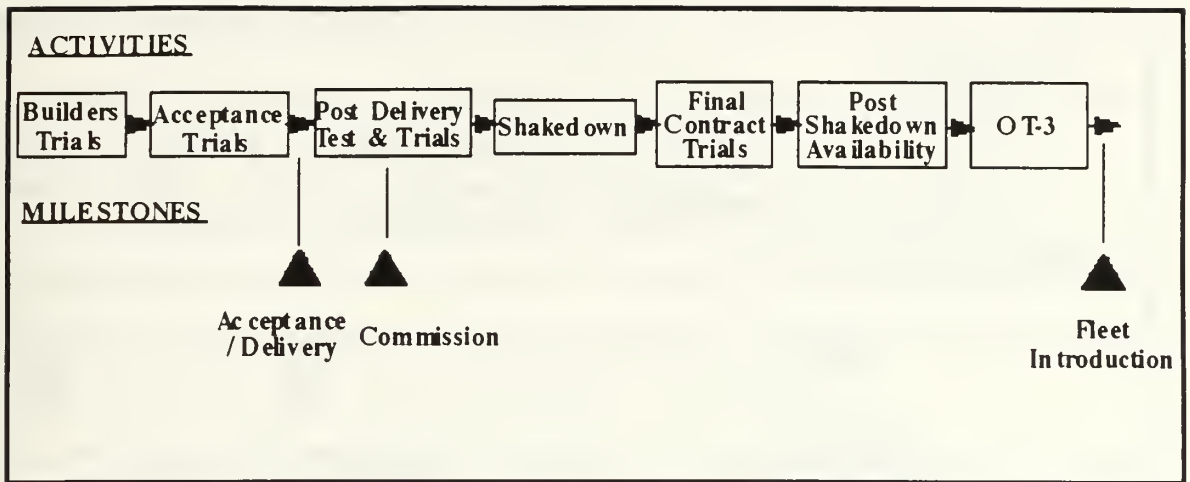 ACTIVITIES
Builders
Trials
Acceptance
Trials
Post Delivery
Test & Trials
Shakedown
Final
Contract
Trials
Post
Shakedown
Availability
OT-3
MILESTONES
Acceptance
/Delivery
Commission
Fleet
Introduction